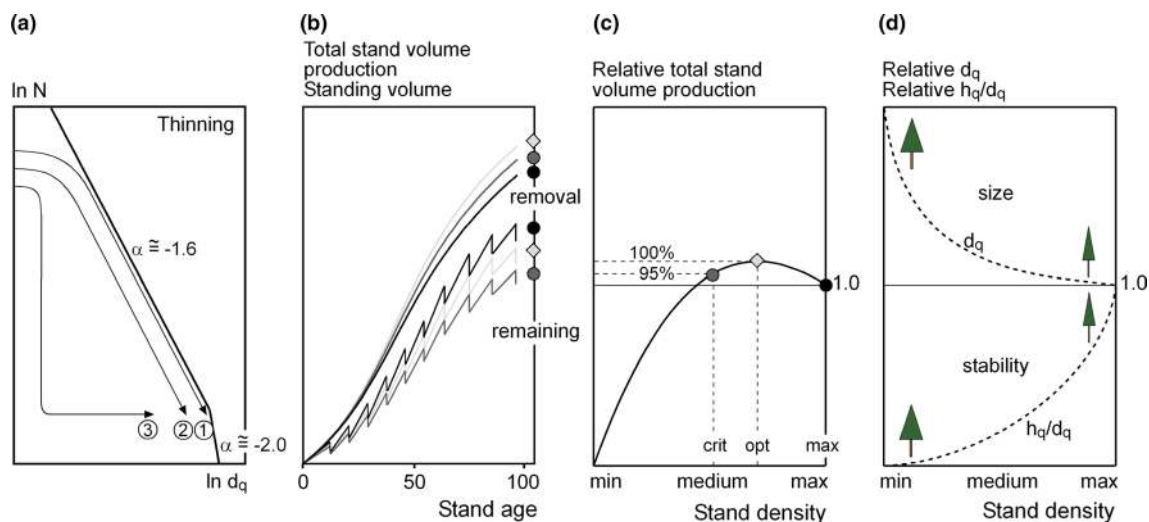 (a)
ln N
Thinning
α ≅ -1.6
③
②
①
α ≅ -2.0
ln dq
(b)
Total stand volume
production
Standing volume
removal
remaining
0
50
100
Stand age
(c)
Relative total stand
volume production
100%
95%
1.0
crit
opt
max
min
medium
max
Stand density
(d)
Relative dq
Relative hq/dq
size
dq
1.0
stability
hq/dq
min
medium
max
Stand density